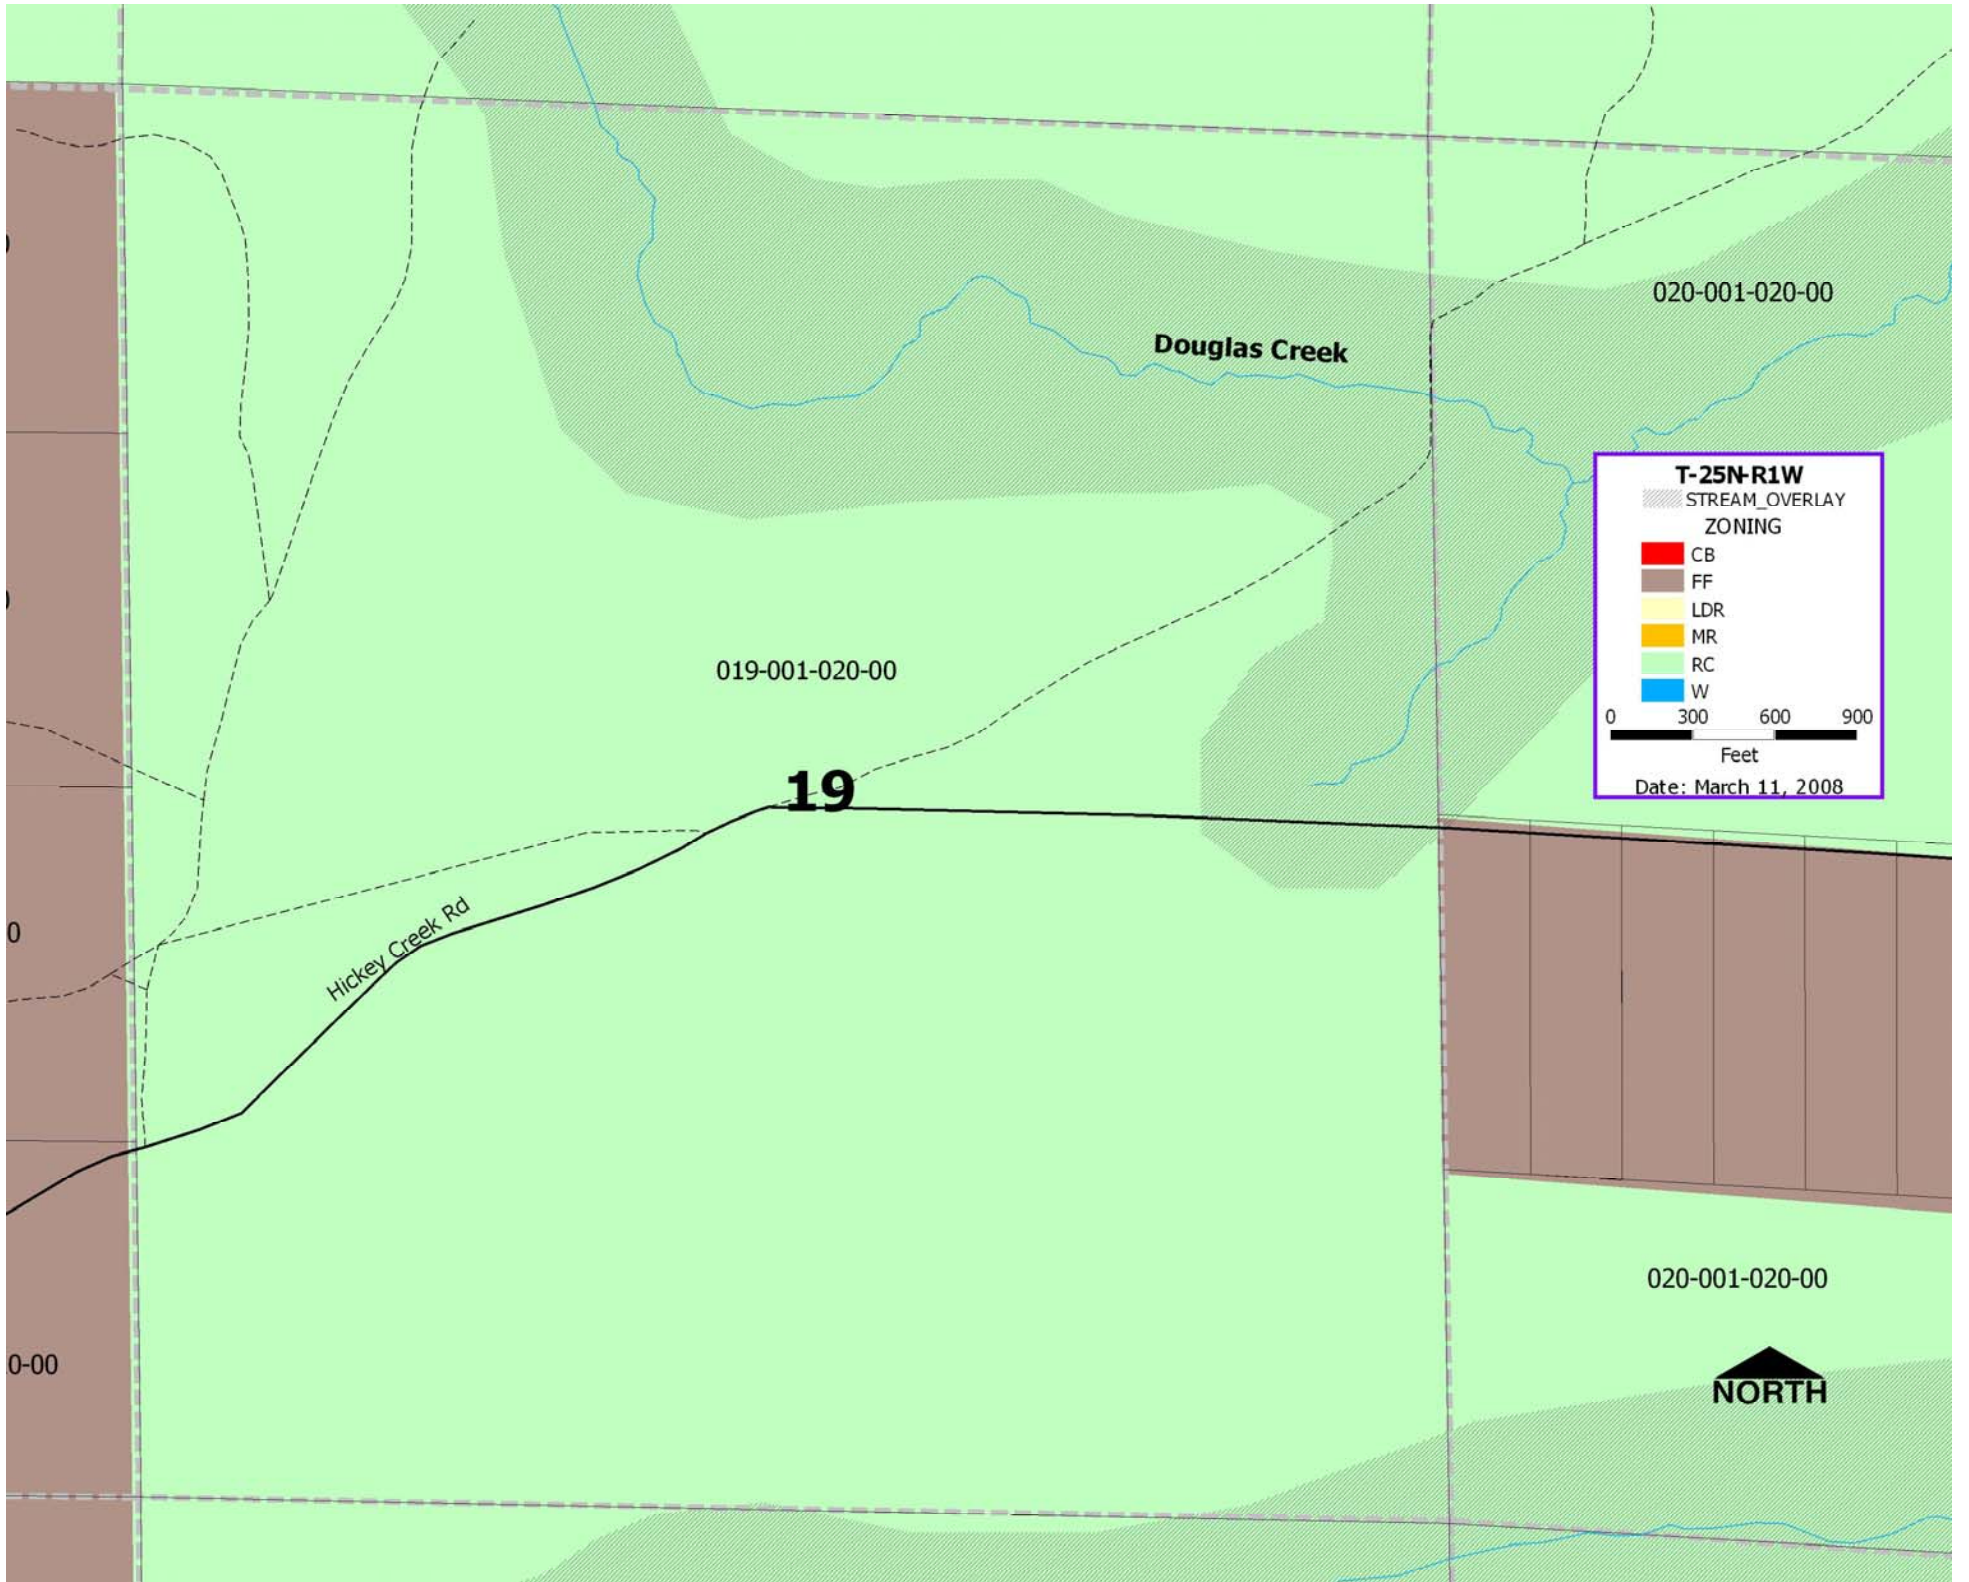 020-001-020-00
Douglas Creek
T-25N-R1W
STREAM_OVERLAY
ZONING
CB
FF
LDR
MR
RC
W
0 300 600 900
Feet
Date: March 11, 2008
019-001-020-00
19
Hickey Creek Rd
0
020-001-020-00
0-00
NORTH